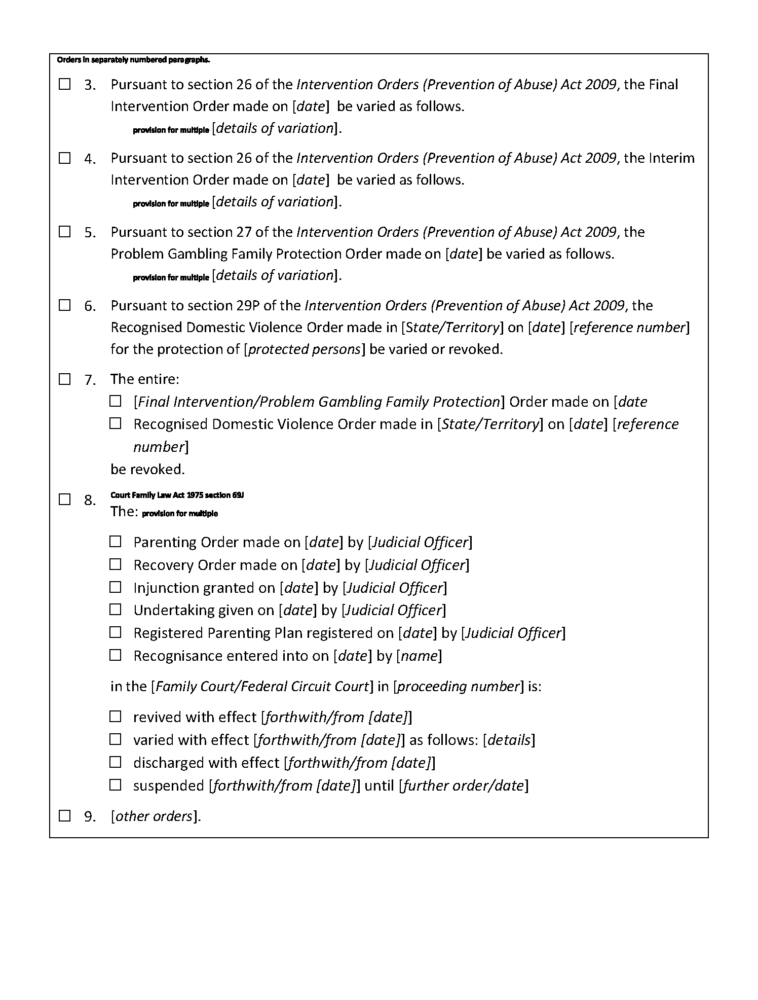 Orders in separately numbered paragraphs.
☐ 3. Pursuant to section 26 of the Intervention Orders (Prevention of Abuse) Act 2009, the Final
Intervention Order made on [date]  be varied as follows.
provision for multiple [details of variation].
☐ 4. Pursuant to section 26 of the Intervention Orders (Prevention of Abuse) Act 2009, the Interim
Intervention Order made on [date]  be varied as follows.
provision for multiple [details of variation].
☐ 5. Pursuant to section 27 of the Intervention Orders (Prevention of Abuse) Act 2009, the
Problem Gambling Family Protection Order made on [date] be varied as follows.
provision for multiple [details of variation].
☐ 6. Pursuant to section 29P of the Intervention Orders (Prevention of Abuse) Act 2009, the
Recognised Domestic Violence Order made in [State/Territory] on [date] [reference number]
for the protection of [protected persons] be varied or revoked.
☐ 7. The entire:
☐ [Final Intervention/Problem Gambling Family Protection] Order made on [date
☐ Recognised Domestic Violence Order made in [State/Territory] on [date] [reference
number]
be revoked.
☐ 8. Court Family Law Act 1975 section 69J
The: provision for multiple
☐ Parenting Order made on [date] by [Judicial Officer]
☐ Recovery Order made on [date] by [Judicial Officer]
☐ Injunction granted on [date] by [Judicial Officer]
☐ Undertaking given on [date] by [Judicial Officer]
☐ Registered Parenting Plan registered on [date] by [Judicial Officer]
☐ Recognisance entered into on [date] by [name]
in the [Family Court/Federal Circuit Court] in [proceeding number] is:
☐ revived with effect [forthwith/from [date]]
☐ varied with effect [forthwith/from [date]] as follows: [details]
☐ discharged with effect [forthwith/from [date]]
☐ suspended [forthwith/from [date]] until [further order/date]
☐ 9. [other orders].